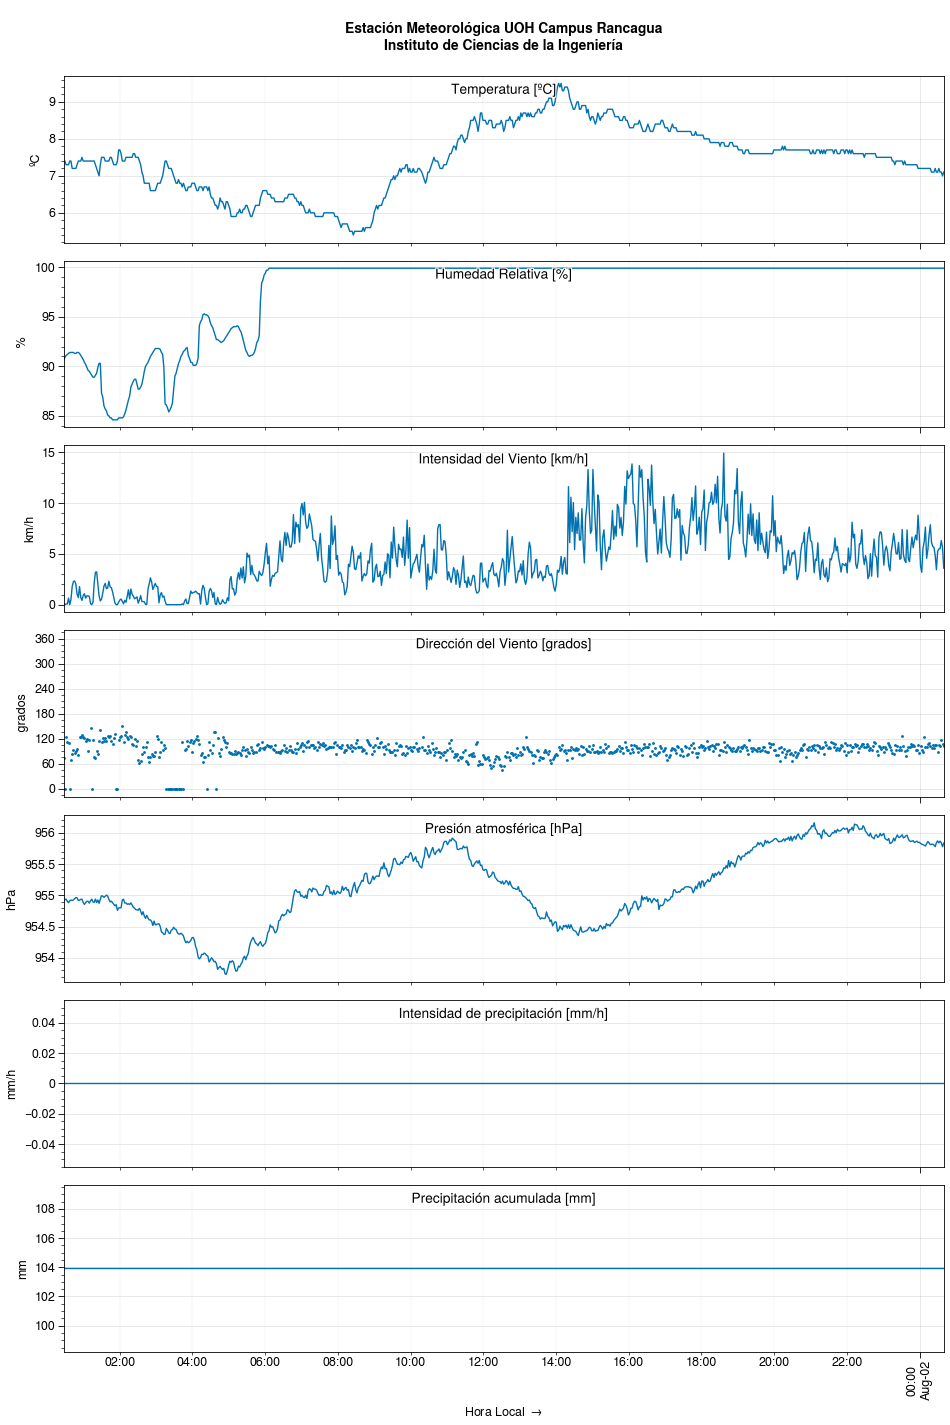 Estación Meteorológica UOH Campus Rancagua
Instituto de Ciencias de la Ingeniería
Temperatura [ºC]
9
8
7
6
ºC
Humedad Relativa [%]
100
95
90
85
%
Intensidad del Viento [km/h]
15
10
5
0
km/h
Dirección del Viento [grados]
360
300
240
180
120
60
0
grados
Presión atmosférica [hPa]
956
955.5
955
954.5
954
hPa
Intensidad de precipitación [mm/h]
0.04
0.02
0
−0.02
−0.04
mm/h
Precipitación acumulada [mm]
108
106
104
102
100
mm
02:00 04:00 06:00 08:00 10:00 12:00 14:00 16:00 18:00 20:00 22:00 00:00
Aug-02
Hora Local →